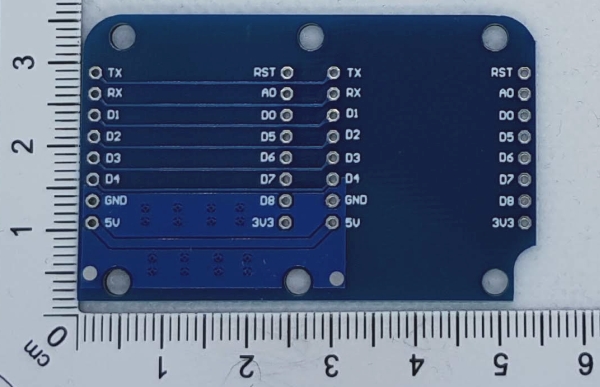 3
2
1
0
cm
TX RST TX RST
RX A0 RX A0
D1 D0 D1 D0
D2 D5 D2 D5
D3 D6 D3 D6
D4 D7 D4 D7
GND D8 GND D8
5V 3V3 5V 3V3
1 2 3 4 5 6